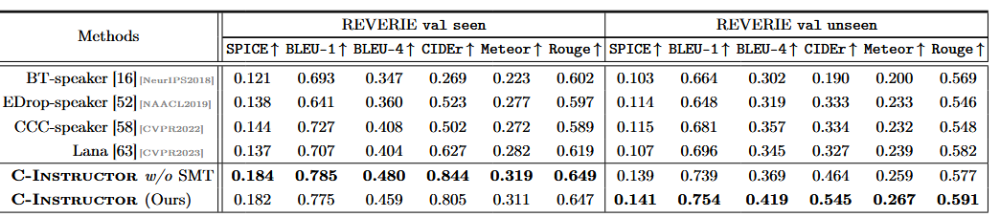 Methods REVERIE val seen REVERIE val unseen
SPICE↑ BLEU-1↑ BLEU-4↑ CIDEr↑ Meteor↑ Rouge↑ SPICE↑ BLEU-1↑ BLEU-4↑ CIDEr↑ Meteor↑ Rouge↑
BT-speaker [16][NeurIPS2018] 0.121 0.693 0.347 0.269 0.223 0.602 0.103 0.664 0.302 0.190 0.200 0.569
EDrop-speaker [52][NAACL2019] 0.138 0.641 0.360 0.523 0.277 0.597 0.114 0.648 0.319 0.333 0.233 0.546
CCC-speaker [58][CVPR2022] 0.144 0.727 0.408 0.502 0.272 0.589 0.115 0.681 0.357 0.334 0.232 0.548
Lana [63][CVPR2023] 0.137 0.707 0.404 0.627 0.282 0.619 0.107 0.696 0.345 0.327 0.239 0.582
C-INSTRUCTOR w/o SMT 0.184 0.785 0.480 0.844 0.319 0.649 0.139 0.739 0.369 0.464 0.259 0.577
C-INSTRUCTOR (Ours) 0.182 0.775 0.459 0.805 0.311 0.647 0.141 0.754 0.419 0.545 0.267 0.591